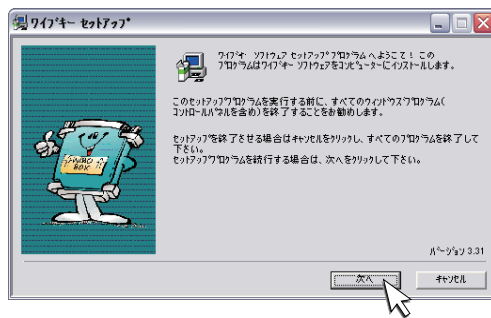 ワイプキー セットアップ
ワイプキー ソフトウェア セットアップ プログラムへようこそ! この
プログラムはワイプキー ソフトウェアをコンピューターにインストールします。
このセットアッププログラムを実行する前に、すべてのウィンドウズプログラム(
コントロールパネルを含め)を終了することをお勧めします。
セットアップを終了させる場合はキャンセルをクリックし、すべてのプログラムを終了して
下さい。
セットアッププログラムを続行する場合は、次へをクリックして下さい。
バージョン 3.31
次へ
キャンセル